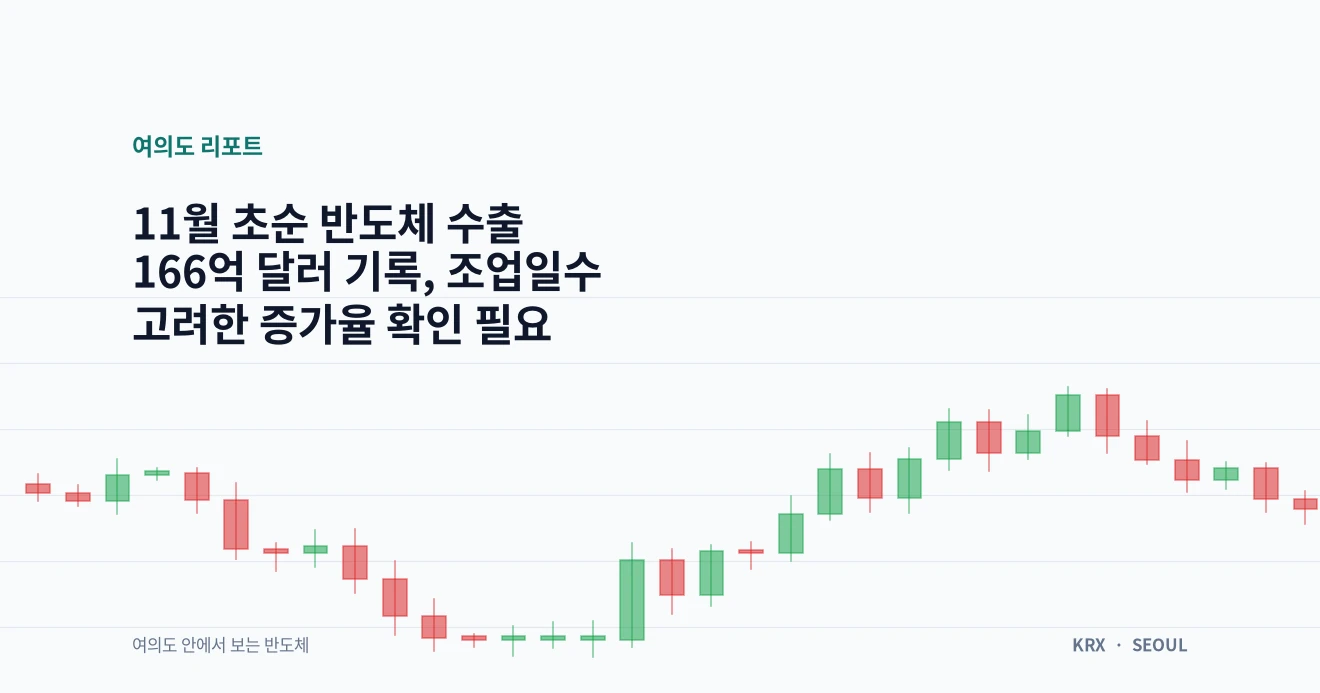 여의도 리포트
11월 초순 반도체 수출
166억 달러 기록, 조업일수
고려한 증가율 확인 필요
여의도 안에서 보는 반도체
KRX · SEOUL